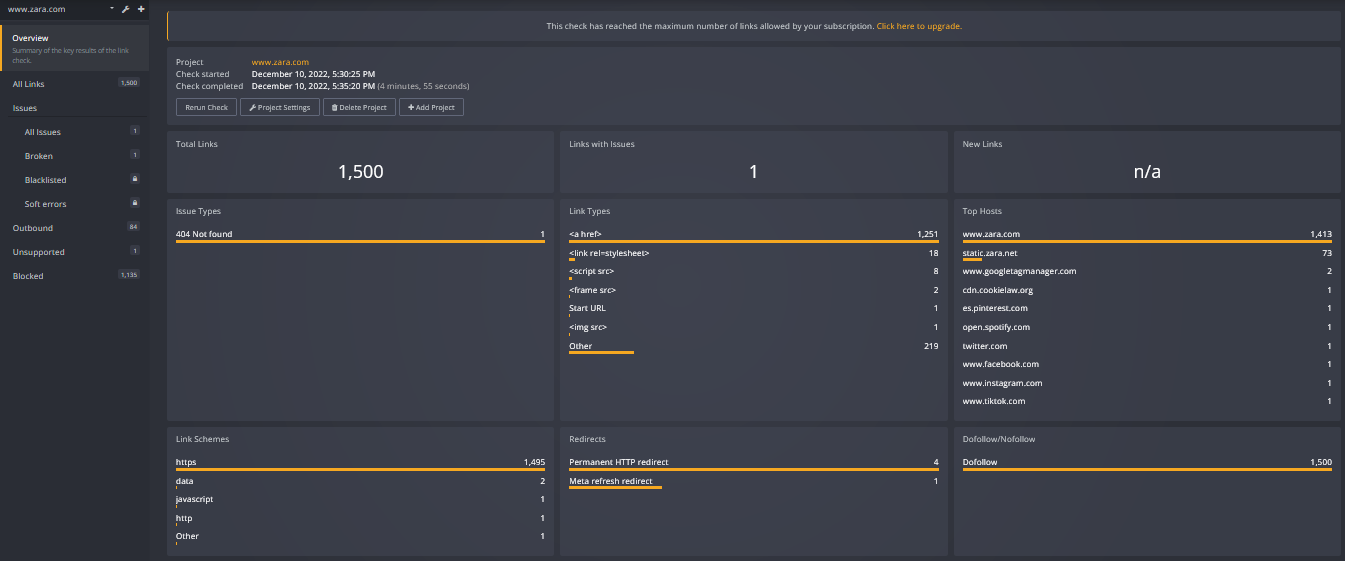 www.zara.com
Overview
Summary of the key results of the link
check.
All Links 1,500
Issues
All Issues 1
Broken 1
Blacklisted
Soft errors
Outbound 84
Unsupported 1
Blocked 1,135
This check has reached the maximum number of links allowed by your subscription. Click here to upgrade.
Project www.zara.com
Check started December 10, 2022, 5:30:25 PM
Check completed December 10, 2022, 5:35:20 PM (4 minutes, 55 seconds)
Rerun Check Project Settings Delete Project Add Project
Total Links
1,500
Links with Issues
1
New Links
n/a
Issue Types
404 Not found 1
Link Types
<a href> 1,251
<link rel=stylesheet> 18
<script src> 8
<frame src> 2
Start URL 1
<img src> 1
Other 219
Top Hosts
www.zara.com 1,413
static.zara.net 73
www.googletagmanager.com 2
cdn.cookielaw.org 1
es.pinterest.com 1
open.spotify.com 1
twitter.com 1
www.facebook.com 1
www.instagram.com 1
www.tiktok.com 1
Link Schemes
https 1,495
data 2
javascript 1
http 1
Other 1
Redirects
Permanent HTTP redirect 4
Meta refresh redirect 1
Dofollow/Nofollow
Dofollow 1,500